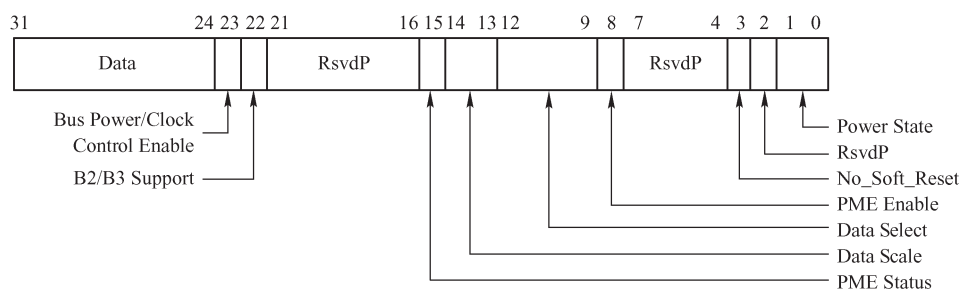 31 24 23 22 21 16 15 14 13 12 9 8 7 4 3 2 1 0
Data RsvdP RsvdP
Bus Power/Clock
Control Enable
B2/B3 Support
Power State
RsvdP
No_Soft_Reset
PME Enable
Data Select
Data Scale
PME Status